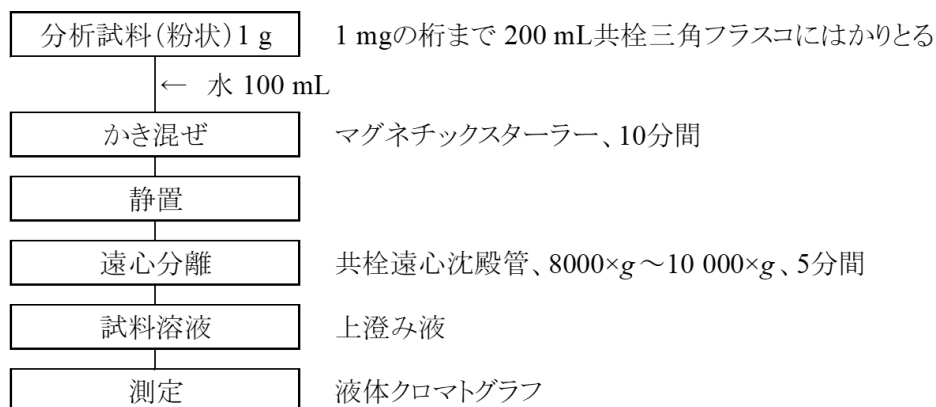 分析試料(粉状)1 g 1 mgの桁まで 200 mL共栓三角フラスコにはかりとる
← 水 100 mL
かき混ぜ マグネチックスターラー、10分間
静置
遠心分離 共栓遠心沈殿管、8000×g~10 000×g、5分間
試料溶液 上澄み液
測定 液体クロマトグラフ